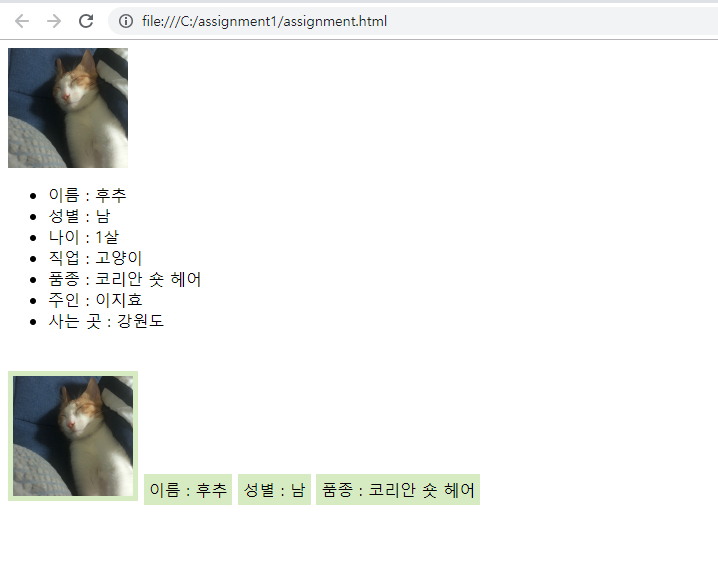 file:///C:/assignment1/assignment.html
이름 : 후추
성별 : 남
나이 : 1살
직업 : 고양이
품종 : 코리안 숏 헤어
주인 : 이지효
사는 곳 : 강원도
이름 : 후추 성별 : 남 품종 : 코리안 숏 헤어